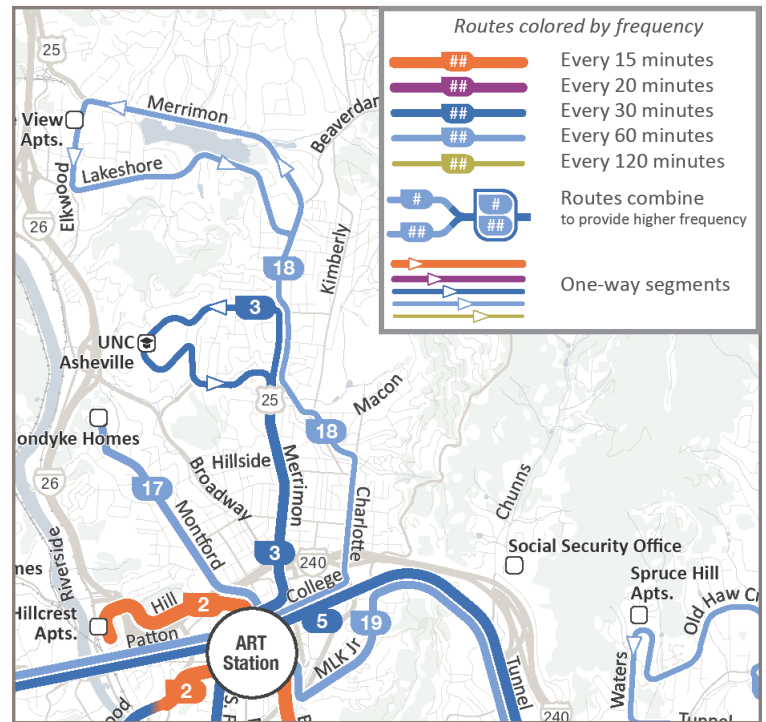 Routes colored by frequency
## Every 15 minutes
## Every 20 minutes
## Every 30 minutes
## Every 60 minutes
## Every 120 minutes
# Routes combine
to provide higher frequency
#
##
##
One-way segments
25
Merrimon
Beaverdam
View
Apts.
Lakeshore
Elkwood
26
Kimberly
18
3
UNC
Asheville
25
Macon
ondyke Homes
18
Hillside
Merrimon
Broadway
26
17
Montford
Charlotte
Chunns
3
240
Social Security Office
Riverside
mes
College
Spruce Hill
Apts.
Hill
2
Hillcrest
Apts.
Old Haw Cr
5
19
Patton
ART
Station
MLK Jr
Tunnel
Waters
2
ood
S. F
240
Tunnel